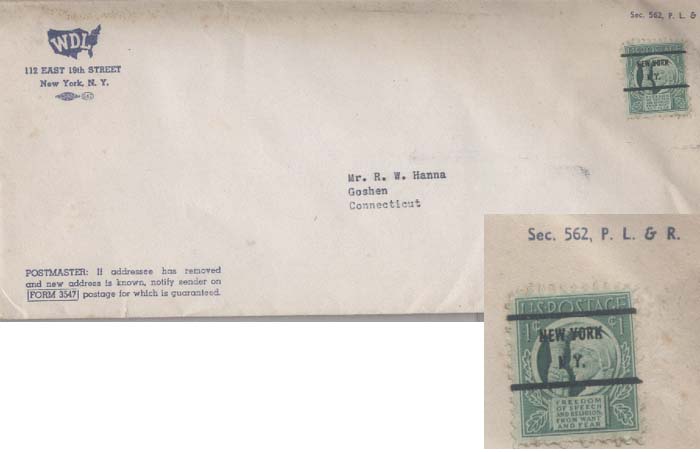 WDL
112 EAST 19th STREET
New York, N. Y.
Sec. 562, P. L. &
NEW YORK
N.Y.
1¢
Mr. R. W. Hanna
Goshen
Connecticut
POSTMASTER: If addressee has removed
and new address is known, notify sender on
FORM 3547 postage for which is guaranteed.
Sec. 562, P. L. & R.
U.S. POSTAGE
1¢ ¢1
NEW YORK
N.Y.
FREEDOM
OF SPEECH
AND RELIGION,
FROM WANT
AND FEAR